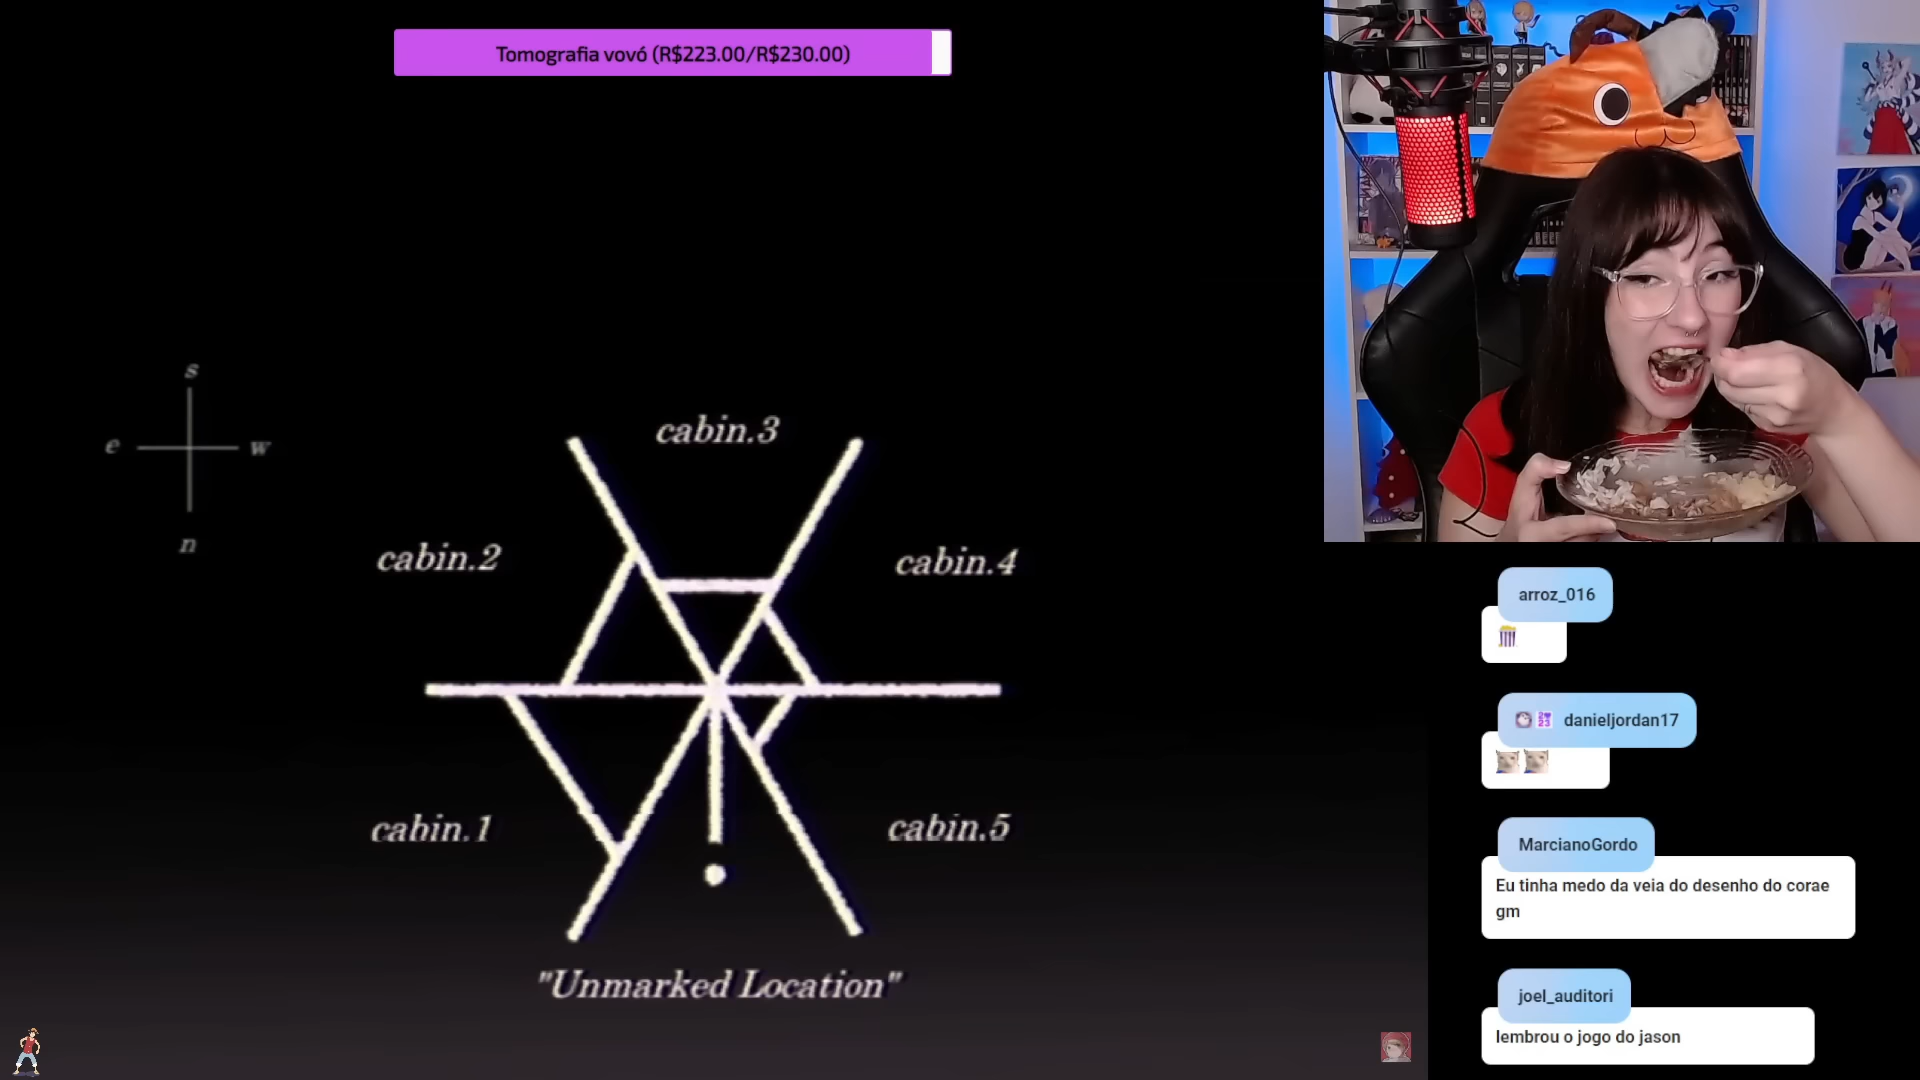 Tomografia vovó (R$223.00/R$230.00)
s
e
w
n
cabin.3
cabin.2
cabin.4
cabin.1
cabin.5
"Unmarked Location"
arroz_016
danieljordan17
MarcianoGordo
Eu tinha medo da veia do desenho do corae
gm
joel_auditori
lembrou o jogo do jason